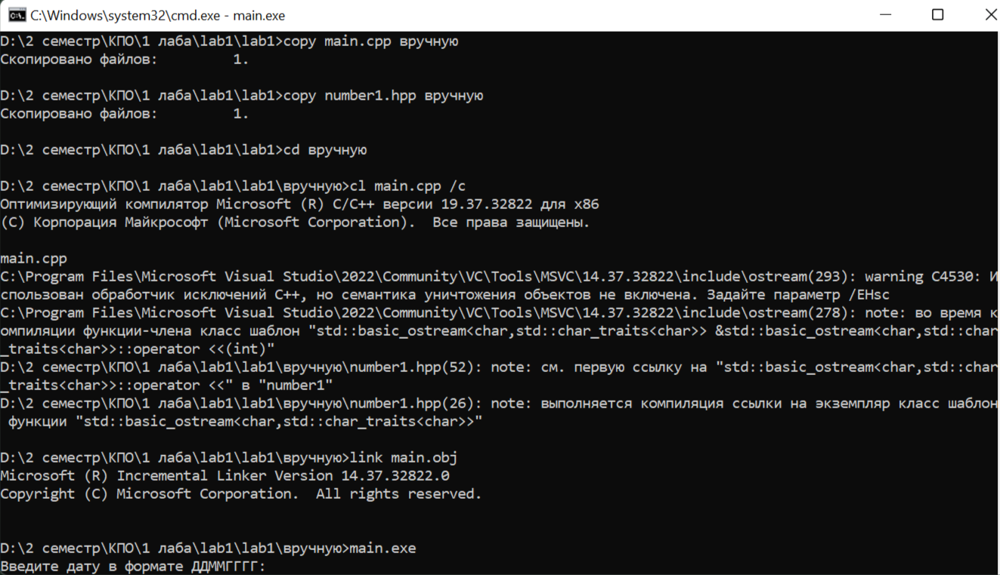 C:\Windows\system32\cmd.exe - main.exe
D:\2 семестр\КПО\1 лаба\lab1\lab1>copy main.cpp вручную
Скопировано файлов:         1.
D:\2 семестр\КПО\1 лаба\lab1\lab1>copy number1.hpp вручную
Скопировано файлов:         1.
D:\2 семестр\КПО\1 лаба\lab1\lab1>cd вручную
D:\2 семестр\КПО\1 лаба\lab1\lab1\вручную>cl main.cpp /c
Оптимизирующий компилятор Microsoft (R) C/C++ версии 19.37.32822 для x86
(C) Корпорация Майкрософт (Microsoft Corporation).  Все права защищены.
main.cpp
C:\Program Files\Microsoft Visual Studio\2022\Community\VC\Tools\MSVC\14.37.32822\include\ostream(293): warning C4530: И
спользован обработчик исключений C++, но семантика уничтожения объектов не включена. Задайте параметр /EHsc
C:\Program Files\Microsoft Visual Studio\2022\Community\VC\Tools\MSVC\14.37.32822\include\ostream(278): note: во время к
омпиляции функции-члена класс шаблон "std::basic_ostream<char,std::char_traits<char>> &std::basic_ostream<char,std::char
_traits<char>>::operator <<(int)"
D:\2 семестр\КПО\1 лаба\lab1\lab1\вручную\number1.hpp(52): note: см. первую ссылку на "std::basic_ostream<char,std::char
_traits<char>>::operator <<" в "number1"
D:\2 семестр\КПО\1 лаба\lab1\lab1\вручную\number1.hpp(26): note: выполняется компиляция ссылки на экземпляр класс шаблон
 функции "std::basic_ostream<char,std::char_traits<char>>"
D:\2 семестр\КПО\1 лаба\lab1\lab1\вручную>link main.obj
Microsoft (R) Incremental Linker Version 14.37.32822.0
Copyright (C) Microsoft Corporation.  All rights reserved.
D:\2 семестр\КПО\1 лаба\lab1\lab1\вручную>main.exe
Введите дату в формате ДДММГГГГ: